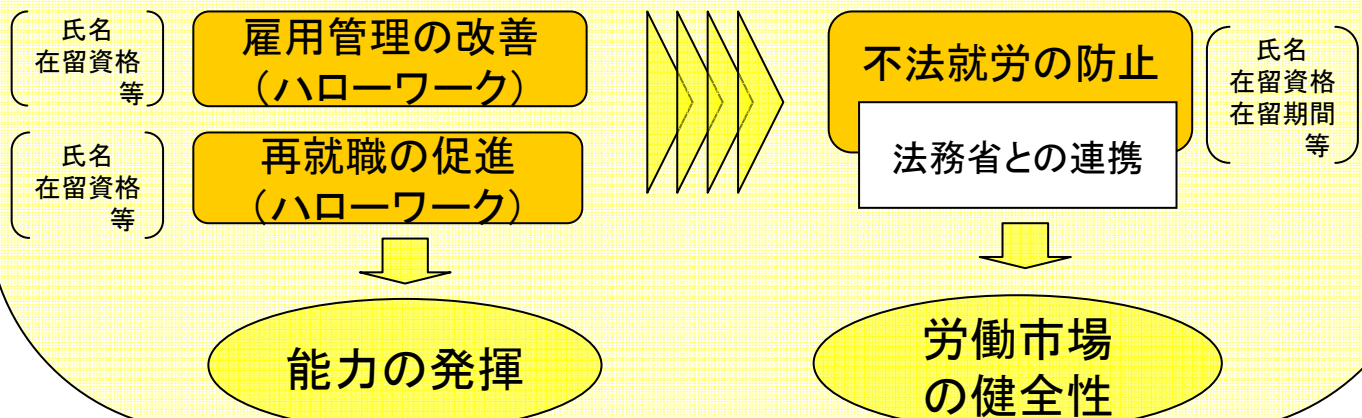 氏名
在留資格
等
雇用管理の改善
(ハローワーク)
氏名
在留資格
等
再就職の促進
(ハローワーク)
能力の発揮
不法就労の防止
法務省との連携
氏名
在留資格
在留期間
等
労働市場
の健全性